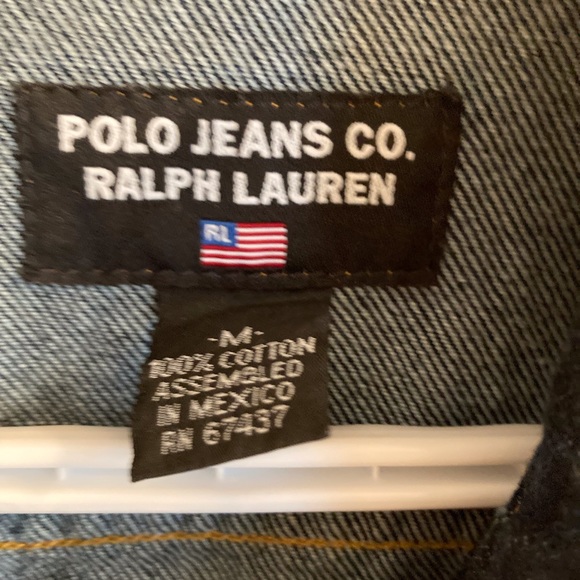 POLO JEANS CO.
RALPH LAUREN
RL
-M-
100% COTTON
ASSEMBLED
IN MEXICO
RN 67437